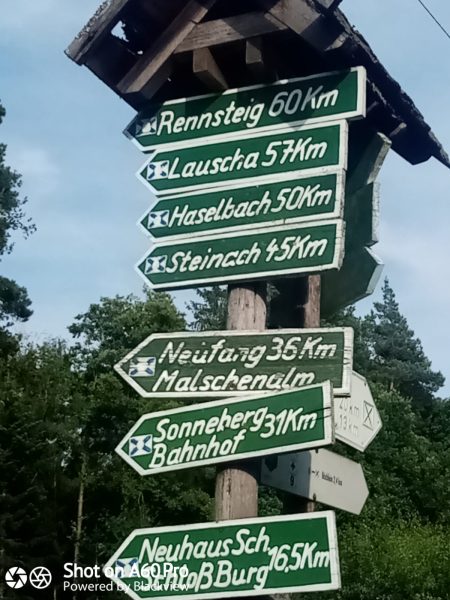 Rennsteig 60Km
Lauscha 57Km
Haselbach 50Km
Steinach 45Km
Neufang 36Km
Malschenalm
Sonneberg 31Km
Bahnhof
Neuhaus Sch. 16,5Km
Schloß Burg
Shot on A60 Pro
Powered by Blackview